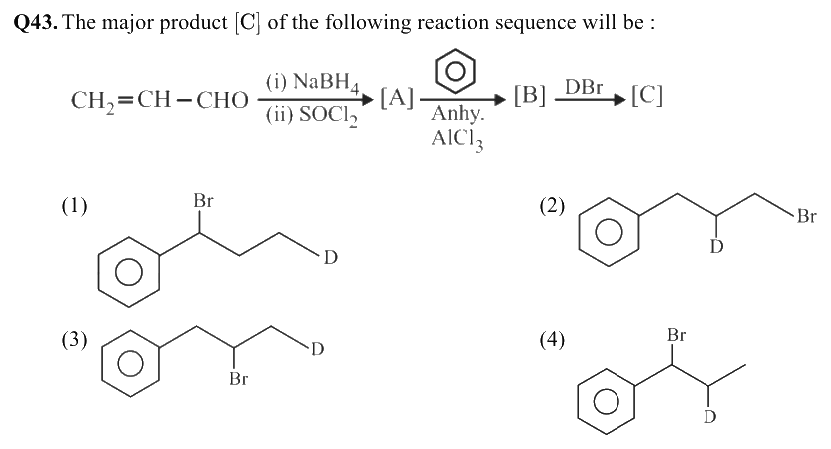 Q43. The major product [C] of the following reaction sequence will be :
CH₂=CH – CHO (i) NaBH₄ (ii) SOCl₂ [A] Anhy. AlCl₃ [B] DBr [C]
(1) Br D
(2) D Br
(3) Br D
(4) Br D